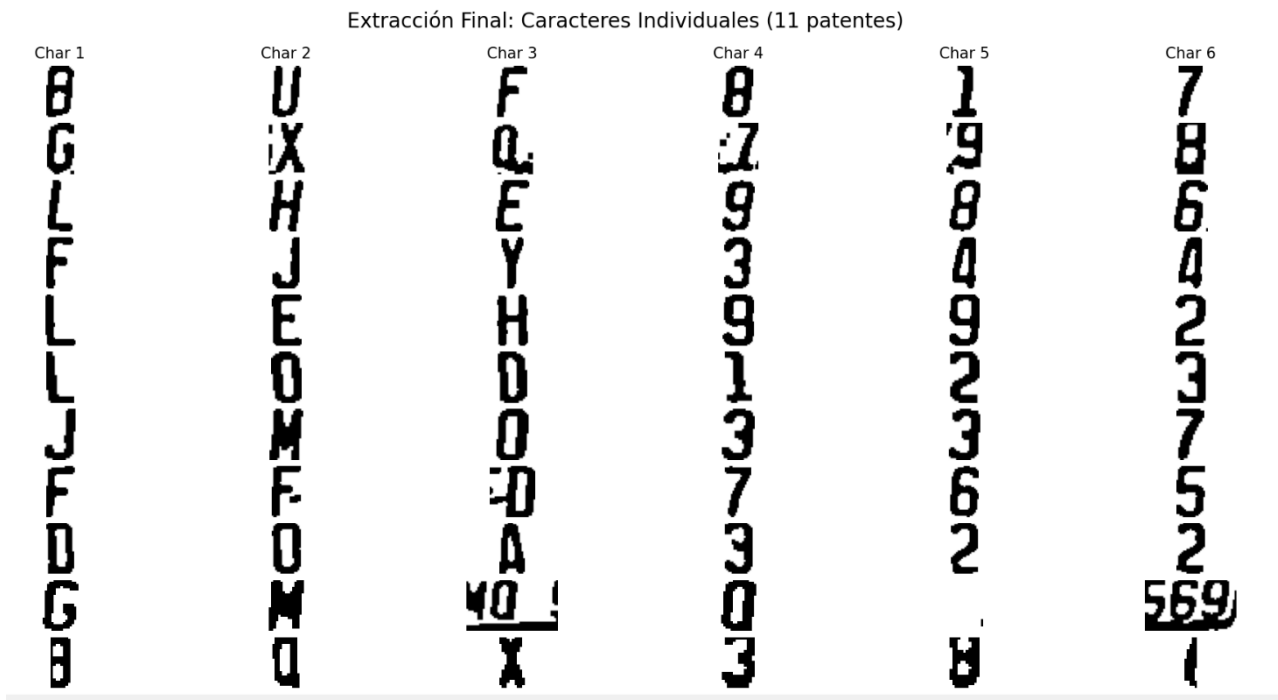 Extracción Final: Caracteres Individuales (11 patentes)
Char 1 Char 2 Char 3 Char 4 Char 5 Char 6
B U F 8 1 7
G X Q 7 9 8
L H E 9 8 6
F J Y 3 4 4
L E H 9 9 2
L O D 1 2 3
J M O 3 3 7
F F D 7 6 5
D O A 3 2 2
G M 0 569
B Q X 3 8 1